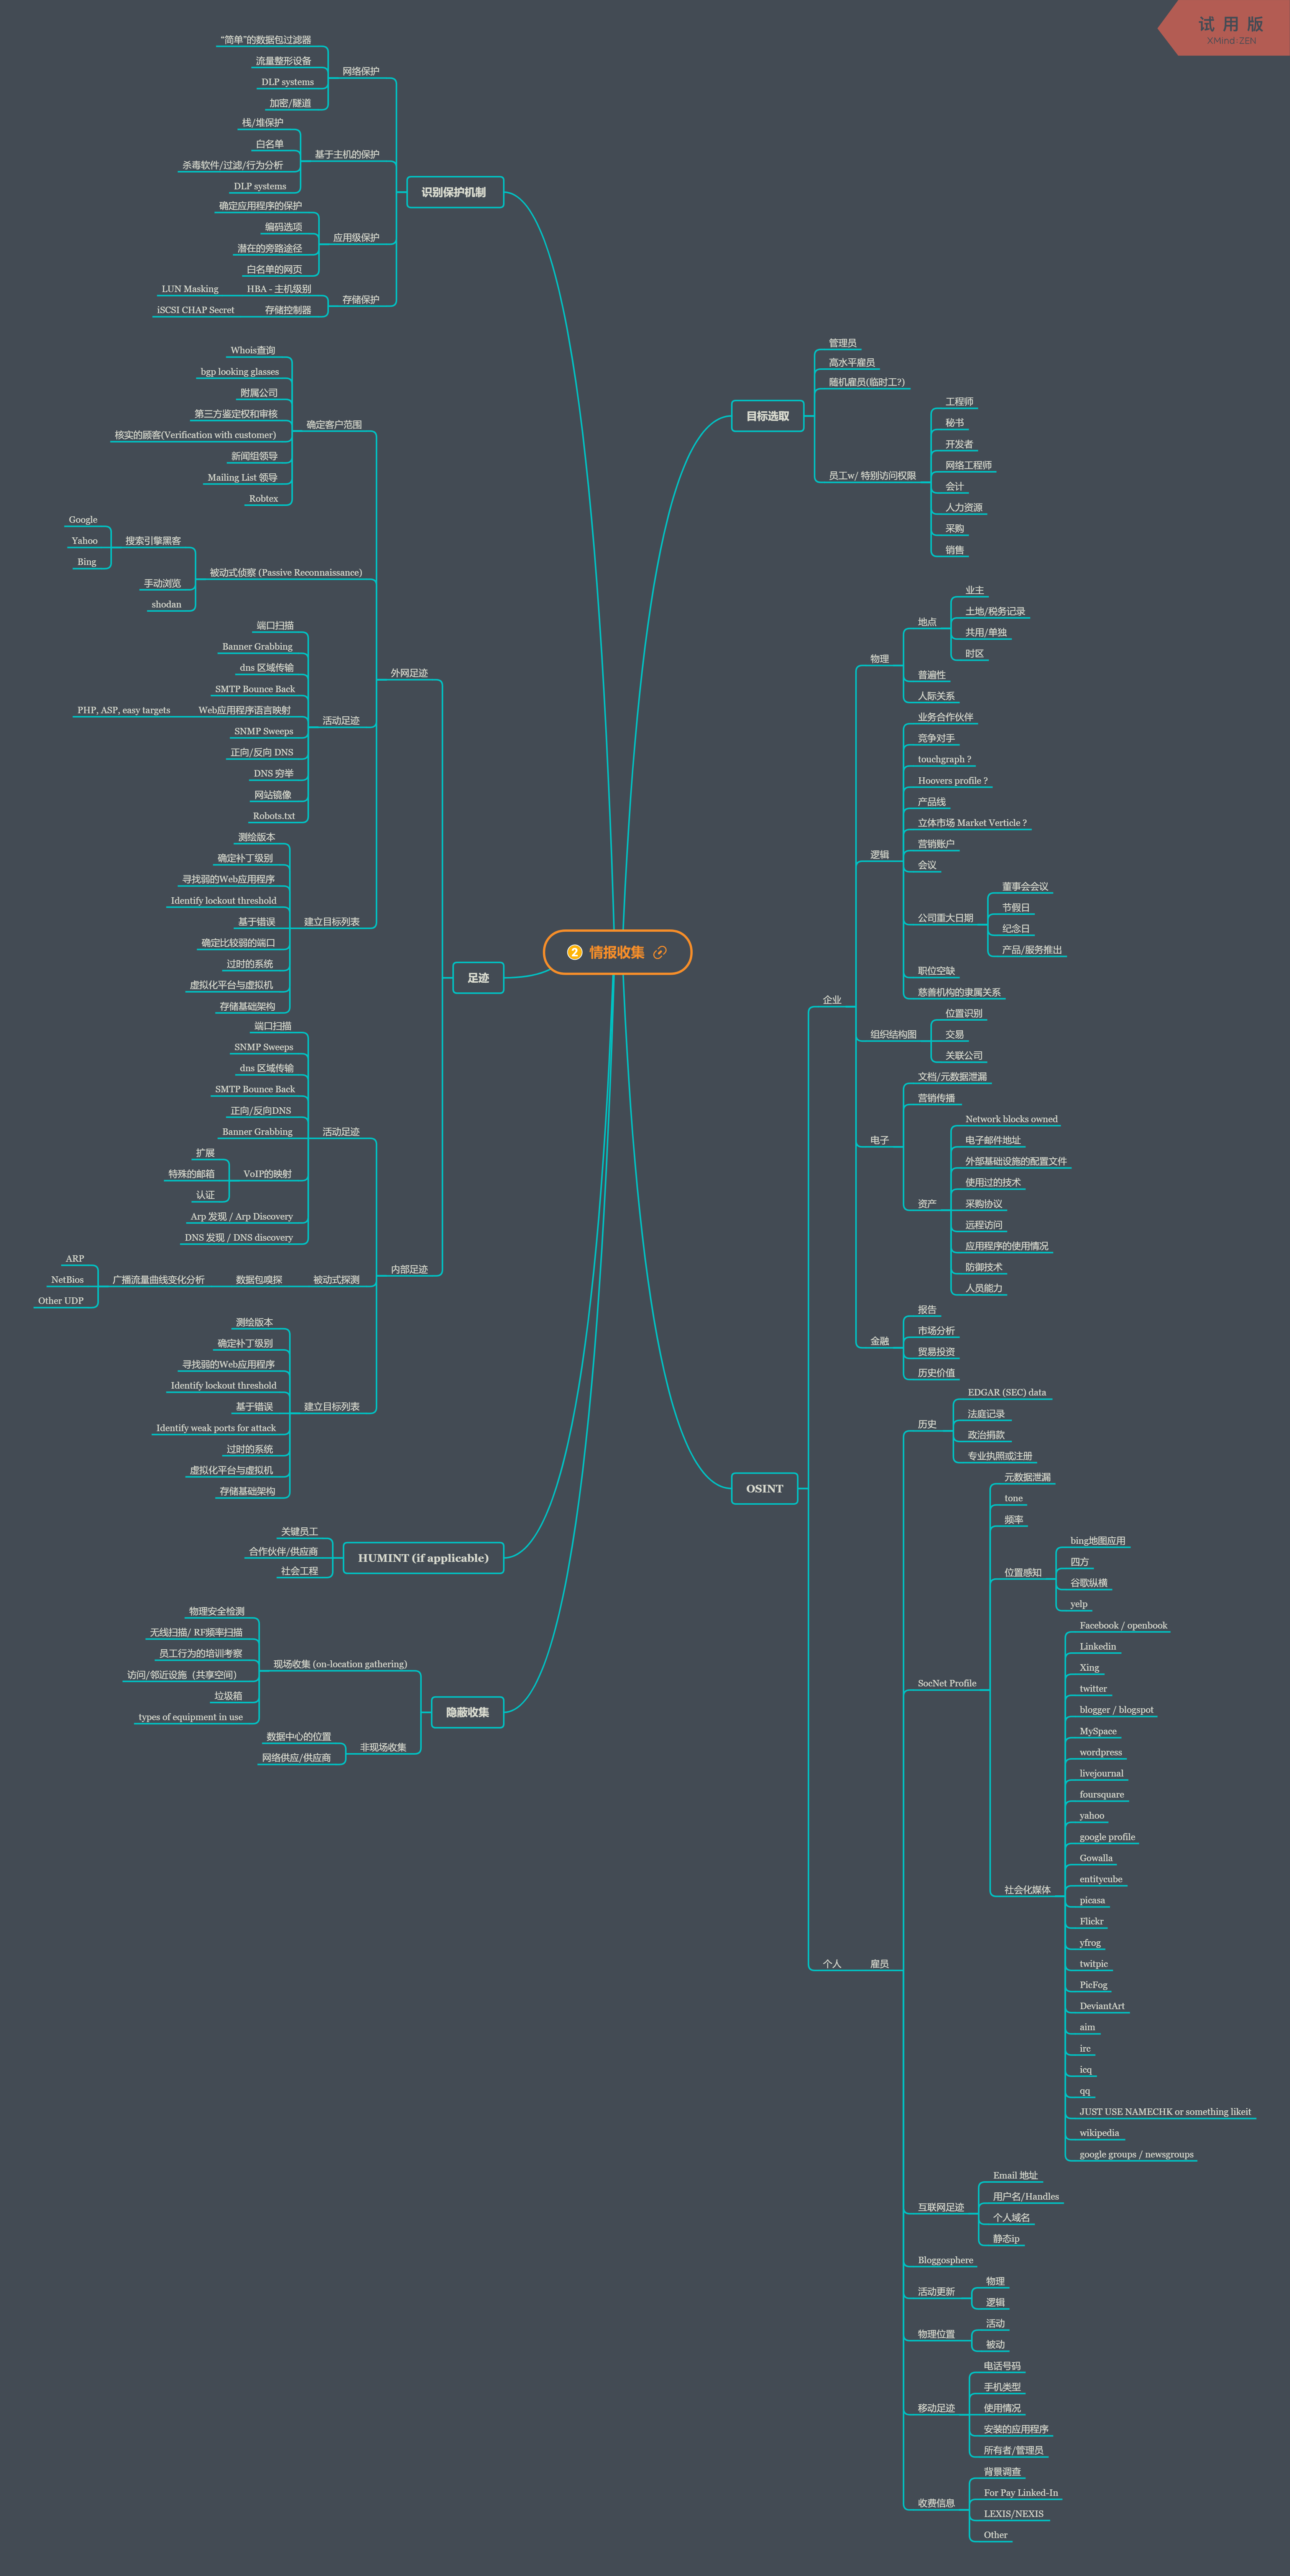 试 用 版
XMind:ZEN
② 情报收集
目标选取
管理员
高水平雇员
随机雇员(临时工?)
员工w/ 特别访问权限
工程师
秘书
开发者
网络工程师
会计
人力资源
采购
销售
OSINT
企业
物理
地点
业主
土地/税务记录
共用/单独
时区
普遍性
人际关系
逻辑
业务合作伙伴
竞争对手
touchgraph ?
Hoovers profile ?
产品线
立体市场 Market Verticle ?
营销账户
会议
公司重大日期
董事会会议
节假日
纪念日
产品/服务推出
职位空缺
慈善机构的隶属关系
组织结构图
位置识别
交易
关联公司
电子
文档/元数据泄漏
营销传播
资产
Network blocks owned
电子邮件地址
外部基础设施的配置文件
使用过的技术
采购协议
远程访问
应用程序的使用情况
防御技术
人员能力
金融
报告
市场分析
贸易投资
历史价值
个人
雇员
历史
EDGAR (SEC) data
法庭记录
政治捐款
专业执照或注册
SocNet Profile
元数据泄漏
tone
频率
位置感知
bing地图应用
四方
谷歌纵横
yelp
社会化媒体
Facebook / openbook
Linkedin
Xing
twitter
blogger / blogspot
MySpace
wordpress
livejournal
foursquare
yahoo
google profile
Gowalla
entitycube
picasa
Flickr
yfrog
twitpic
PicFog
DeviantArt
aim
irc
icq
qq
JUST USE NAMECHK or something likeit
wikipedia
google groups / newsgroups
互联网足迹
Email 地址
用户名/Handles
个人域名
静态ip
Bloggosphere
活动更新
物理
逻辑
物理位置
活动
被动
移动足迹
电话号码
手机类型
使用情况
安装的应用程序
所有者/管理员
收费信息
背景调查
For Pay Linked-In
LEXIS/NEXIS
Other
识别保护机制
网络保护
“简单”的数据包过滤器
流量整形设备
DLP systems
加密/隧道
基于主机的保护
栈/堆保护
白名单
杀毒软件/过滤/行为分析
DLP systems
应用级保护
确定应用程序的保护
编码选项
潜在的旁路途径
白名单的网页
存储保护
HBA - 主机级别
LUN Masking
存储控制器
iSCSI CHAP Secret
足迹
外网足迹
确定客户范围
Whois查询
bgp looking glasses
附属公司
第三方鉴定权和审核
核实的顾客(Verification with customer)
新闻组领导
Mailing List 领导
Robtex
被动式侦察 (Passive Reconnaissance)
搜索引擎黑客
Google
Yahoo
Bing
手动浏览
shodan
活动足迹
端口扫描
Banner Grabbing
dns 区域传输
SMTP Bounce Back
Web应用程序语言映射
PHP, ASP, easy targets
SNMP Sweeps
正向/反向 DNS
DNS 穷举
网站镜像
Robots.txt
建立目标列表
测绘版本
确定补丁级别
寻找弱的Web应用程序
Identify lockout threshold
基于错误
确定比较弱的端口
过时的系统
虚拟化平台与虚拟机
存储基础架构
内部足迹
活动足迹
端口扫描
SNMP Sweeps
dns 区域传输
SMTP Bounce Back
正向/反向DNS
Banner Grabbing
VoIP的映射
扩展
特殊的邮箱
认证
Arp 发现 / Arp Discovery
DNS 发现 / DNS discovery
被动式探测
数据包嗅探
广播流量曲线变化分析
ARP
NetBios
Other UDP
建立目标列表
测绘版本
确定补丁级别
寻找弱的Web应用程序
Identify lockout threshold
基于错误
Identify weak ports for attack
过时的系统
虚拟化平台与虚拟机
存储基础架构
HUMINT (if applicable)
关键员工
合作伙伴/供应商
社会工程
隐蔽收集
现场收集 (on-location gathering)
物理安全检测
无线扫描/ RF频率扫描
员工行为的培训考察
访问/邻近设施（共享空间）
垃圾箱
types of equipment in use
非现场收集
数据中心的位置
网络供应/供应商